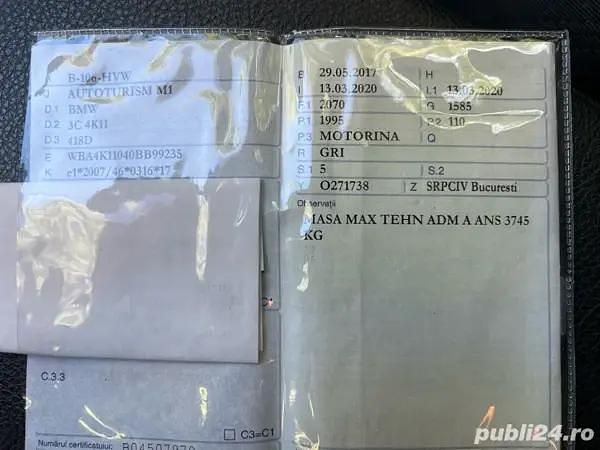 B-106-HVW
J AUTOTURISM M1
D.1 BMW
D.2 3C 4K11
D.3 418D
E WBA4K11040BB99235
K e1*2007/46*0316*17
C.3.3
C3=C1
Numărul certificatului: B04507970
B 29.05.2017 H
I 13.03.2020 I.1 13.03.2020
F.1 2070 G 1585
P.1 1995 P.2 110
P.3 MOTORINA Q
R GRI
S.1 5 S.2
Y O271738 Z SRPCIV Bucuresti
Observații
MASA MAX TEHN ADM A ANS 3745
KG
publi24.ro